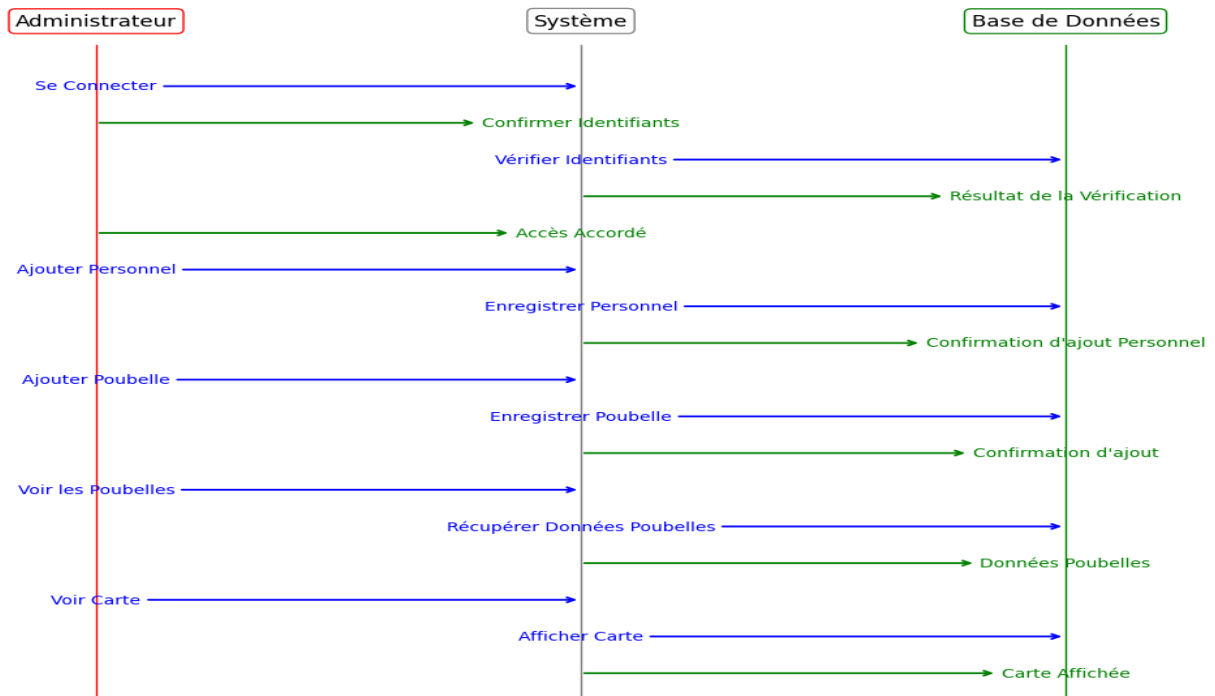 Administrateur
Système
Base de Données
Se Connecter
Confirmer Identifiants
Vérifier Identifiants
Résultat de la Vérification
Accès Accordé
Ajouter Personnel
Enregistrer Personnel
Confirmation d'ajout Personnel
Ajouter Poubelle
Enregistrer Poubelle
Confirmation d'ajout
Voir les Poubelles
Récupérer Données Poubelles
Données Poubelles
Voir Carte
Afficher Carte
Carte Affichée